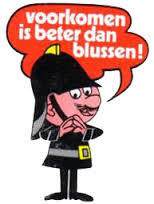 voorkomen
is beter dan
blussen!